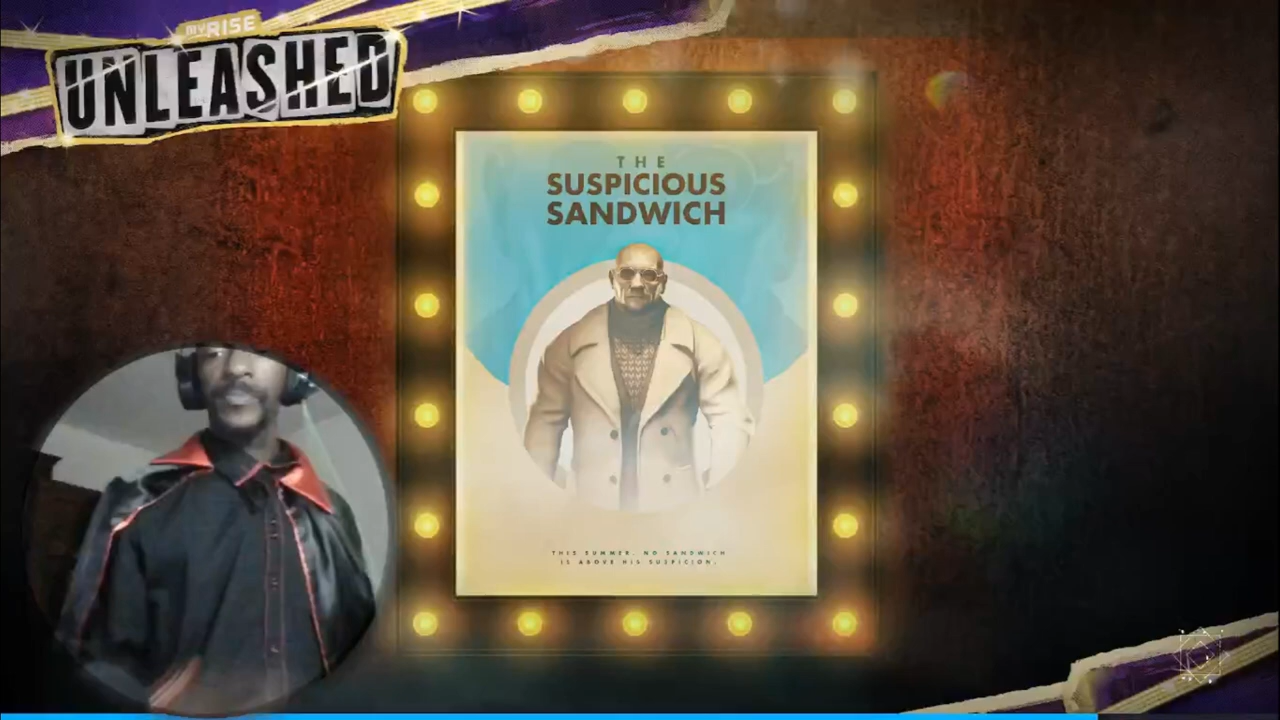 MYRISE
UNLEASHED
THE
SUSPICIOUS
SANDWICH
THIS SUMMER, NO SANDWICH
IS ABOVE HIS SUSPICION.